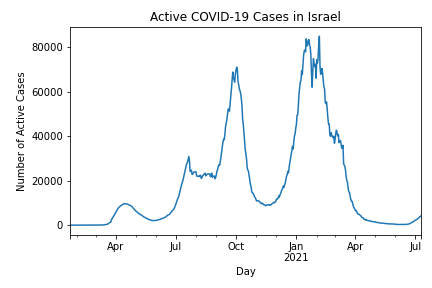 Active COVID-19 Cases in Israel
Number of Active Cases
80000
60000
40000
20000
0
Apr
Jul
Oct
Jan
2021
Apr
Jul
Day